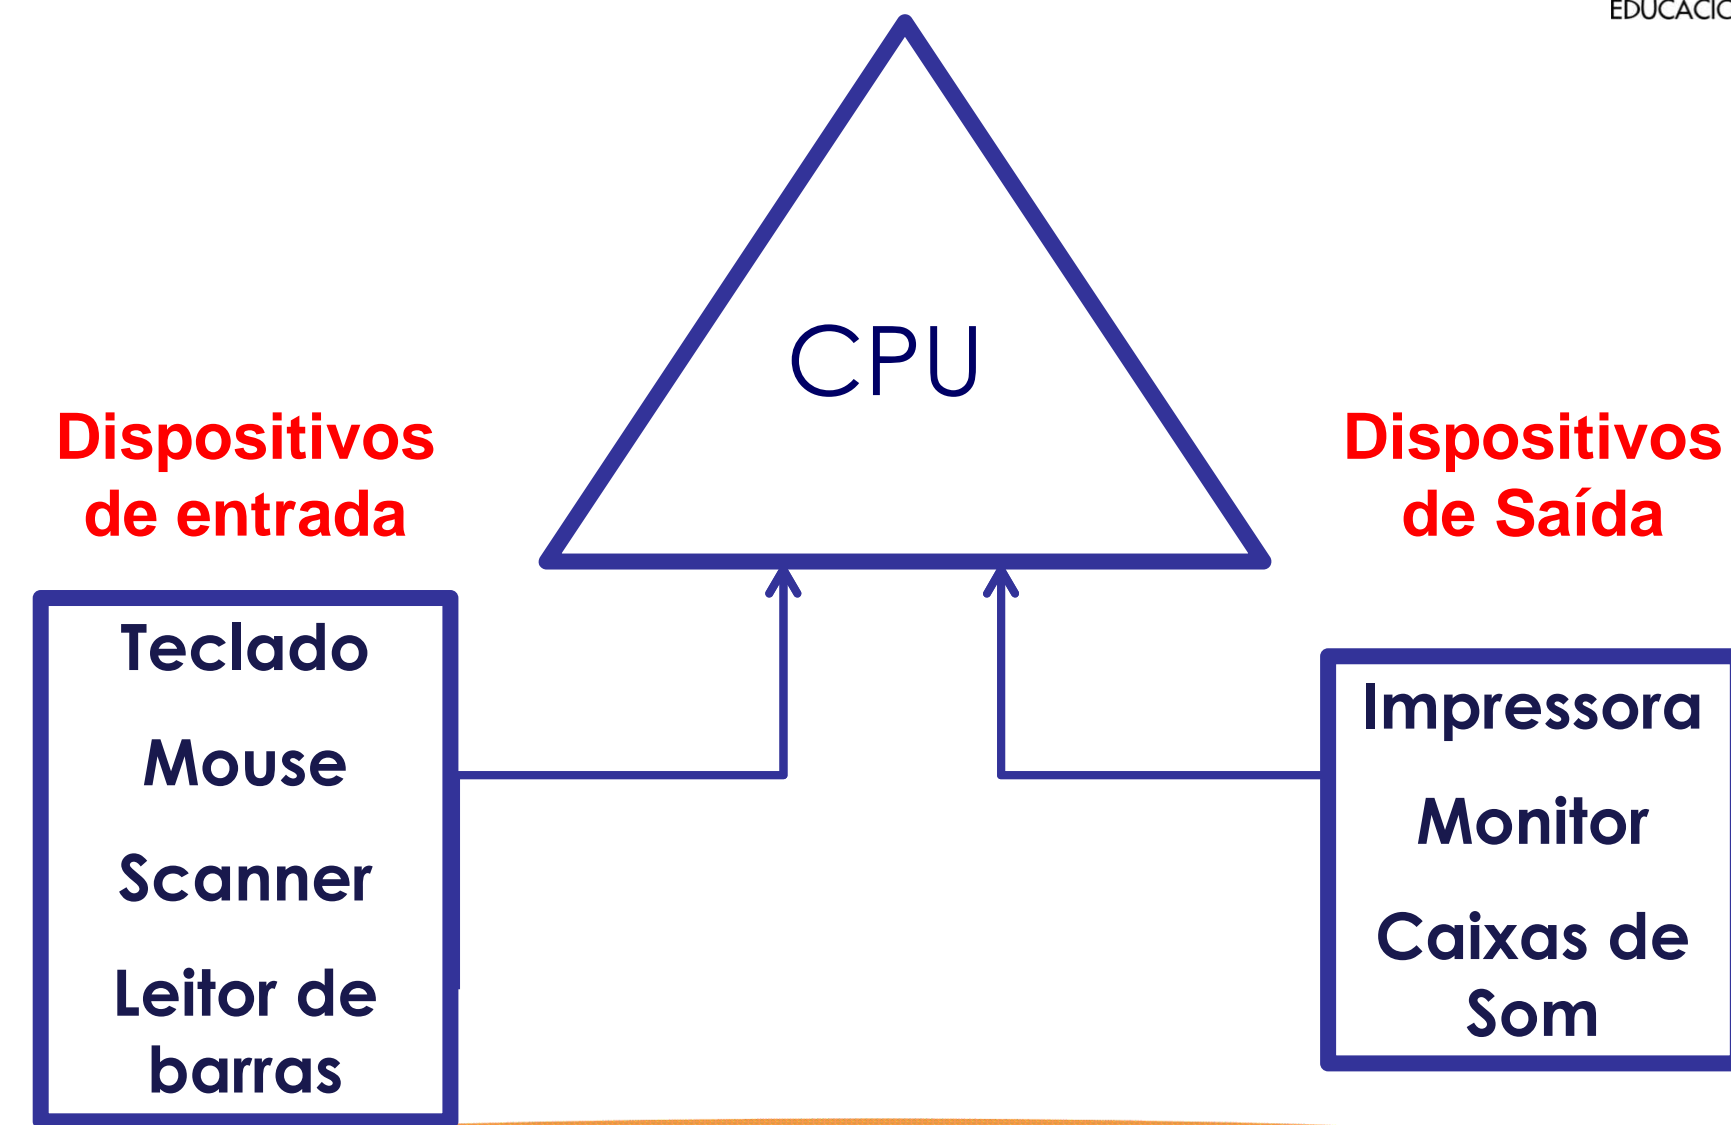 CPU
Dispositivos
de entrada
Teclado
Mouse
Scanner
Leitor de
barras
Dispositivos
de Saída
Impressora
Monitor
Caixas de
Som